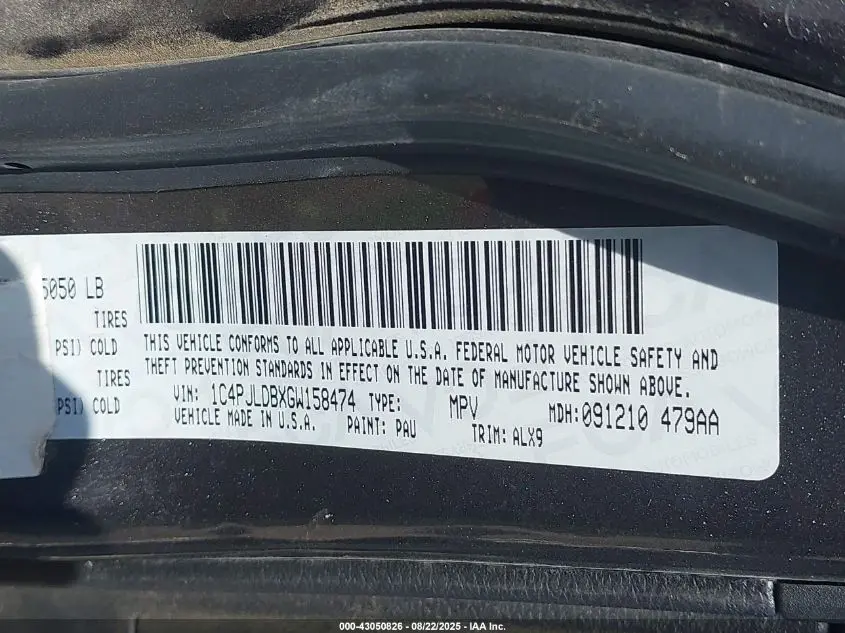 5050 LB
TIRES
PSI) COLD
TIRES
PSI) COLD
THIS VEHICLE CONFORMS TO ALL APPLICABLE U.S.A. FEDERAL MOTOR VEHICLE SAFETY AND
THEFT PREVENTION STANDARDS IN EFFECT ON THE DATE OF MANUFACTURE SHOWN ABOVE.
VIN: 1C4PJLDBXGW158474 TYPE: MPV MDH:091210 479AA
VEHICLE MADE IN U.S.A. PAINT: PAU TRIM: ALX9
000-43050826 - 08/22/2025 - IAA Inc.